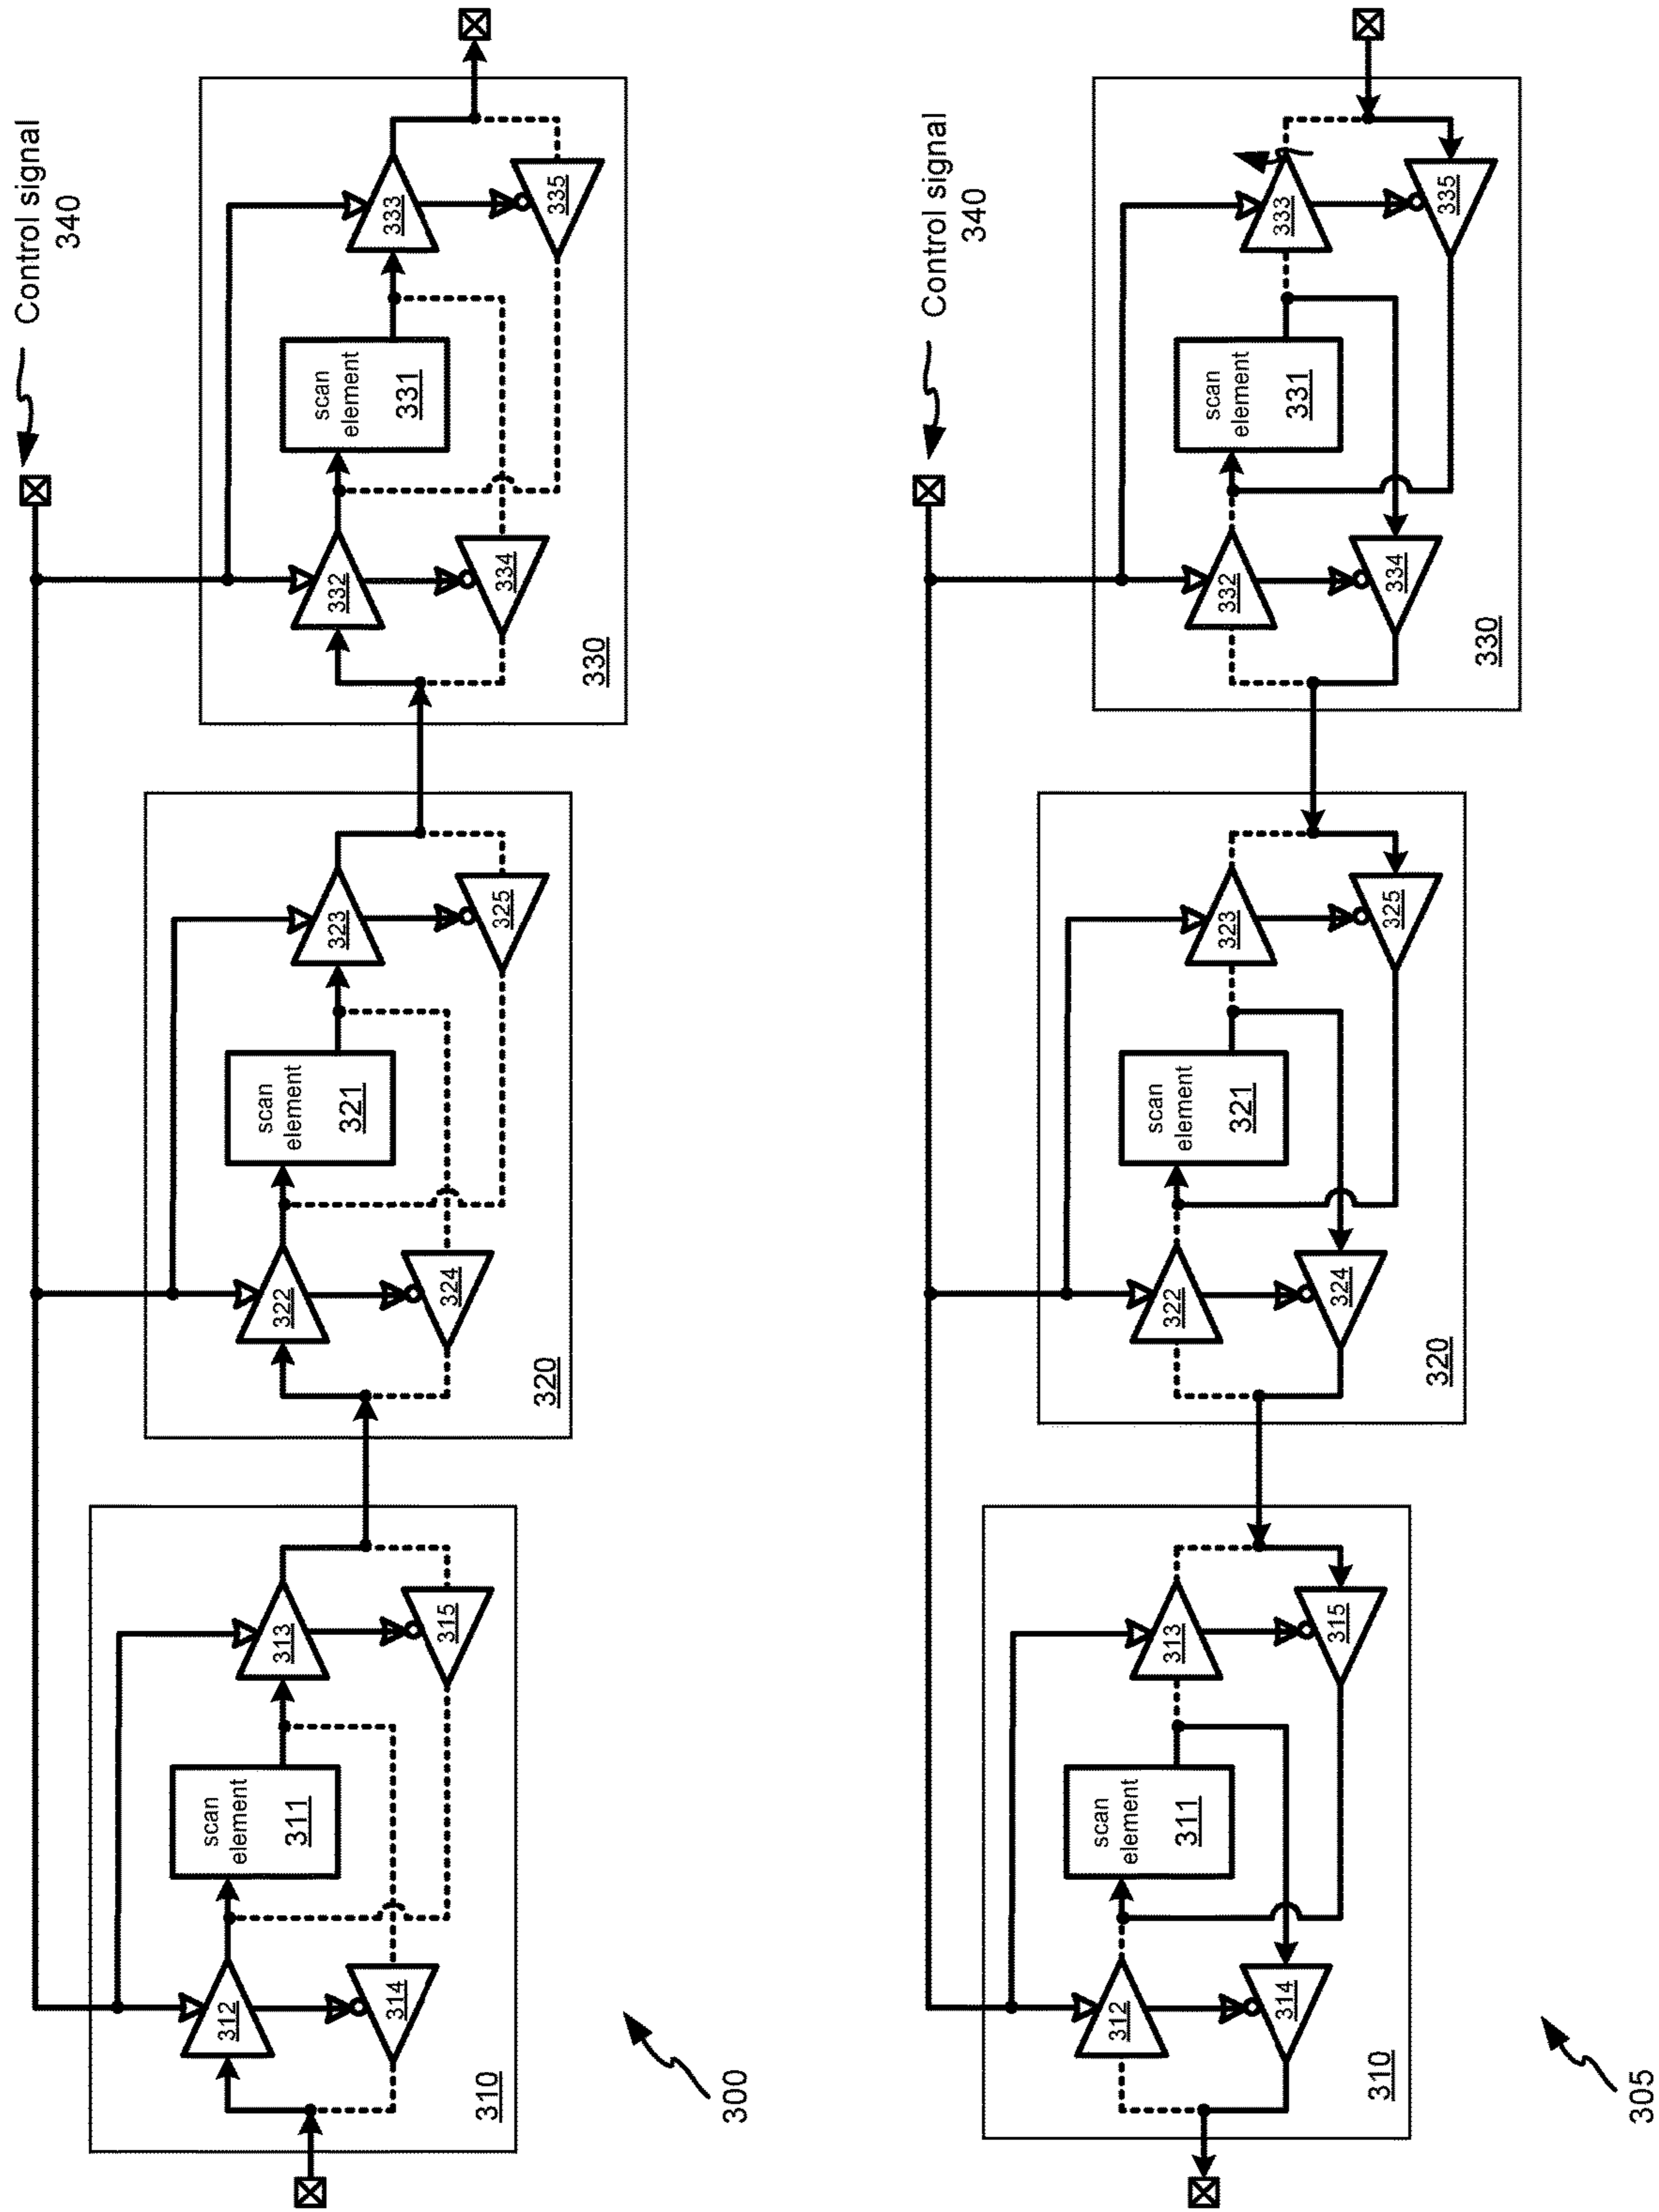 Control signal
340
312
314
scan
element
311
313
315
310
322
324
scan
element
321
323
325
320
332
334
scan
element
331
333
335
330
300
Control signal
340
312
314
scan
element
311
313
315
310
322
324
scan
element
321
323
325
320
332
334
scan
element
331
333
335
330
305